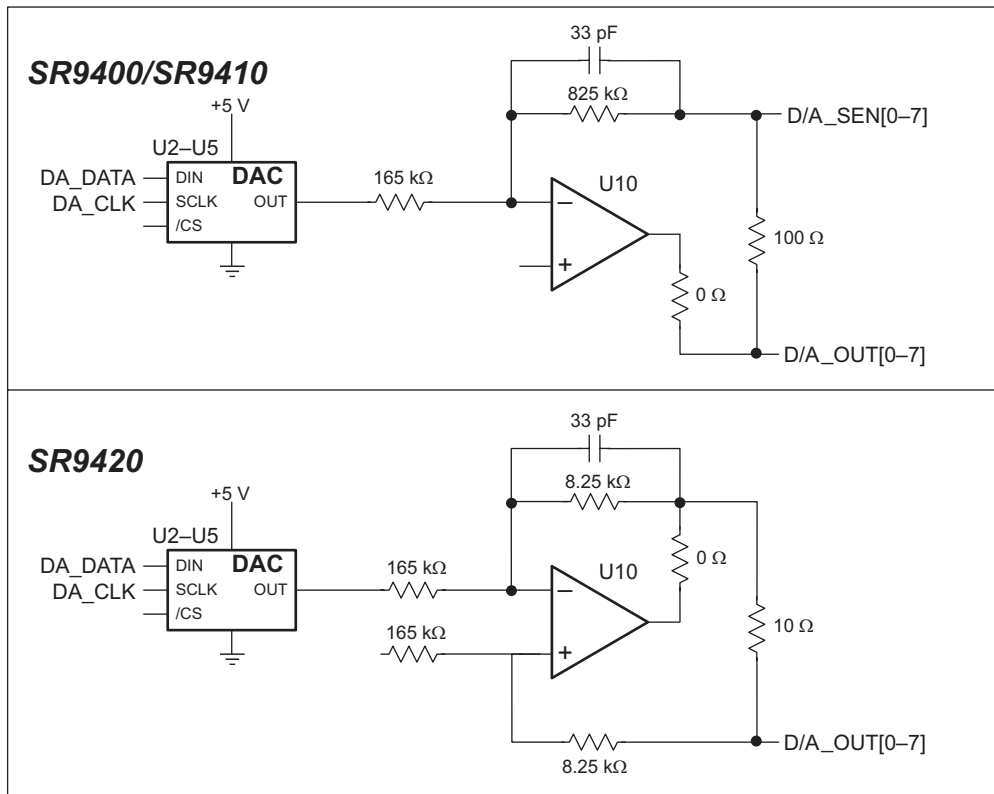 SR9400/SR9410
33 pF
825 kΩ
D/A_SEN[0–7]
+5 V
U2–U5
DAC
DA_DATA
DIN
DA_CLK
SCLK
OUT
/CS
165 kΩ
U10
−
+
0 Ω
100 Ω
D/A_OUT[0–7]
SR9420
33 pF
8.25 kΩ
+5 V
U2–U5
DAC
DA_DATA
DIN
DA_CLK
SCLK
OUT
/CS
165 kΩ
165 kΩ
U10
−
+
0 Ω
10 Ω
D/A_OUT[0–7]
8.25 kΩ